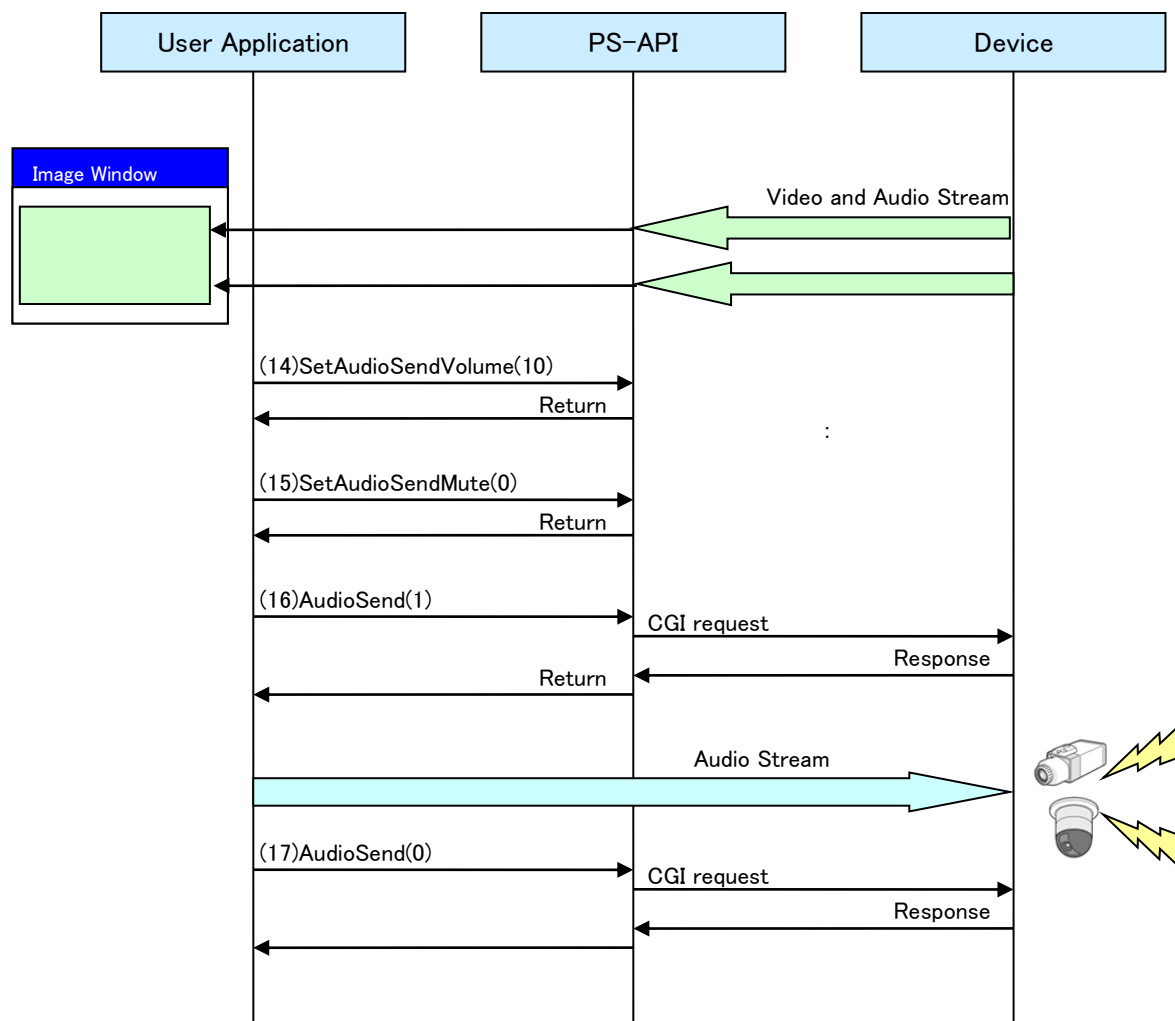 User Application
PS-API
Device
Image Window
Video and Audio Stream
(14)SetAudioSendVolume(10)
Return
:
(15)SetAudioSendMute(0)
Return
(16)AudioSend(1)
CGI request
Response
Return
Audio Stream
(17)AudioSend(0)
CGI request
Response